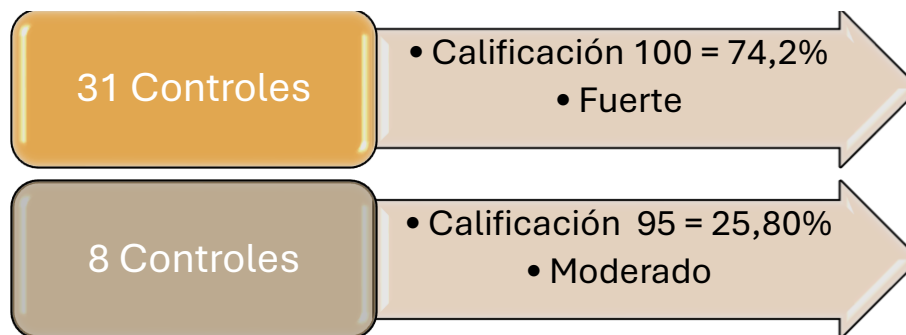 31 Controles
• Calificación 100 = 74,2%
• Fuerte
8 Controles
• Calificación  95 = 25,80%
• Moderado